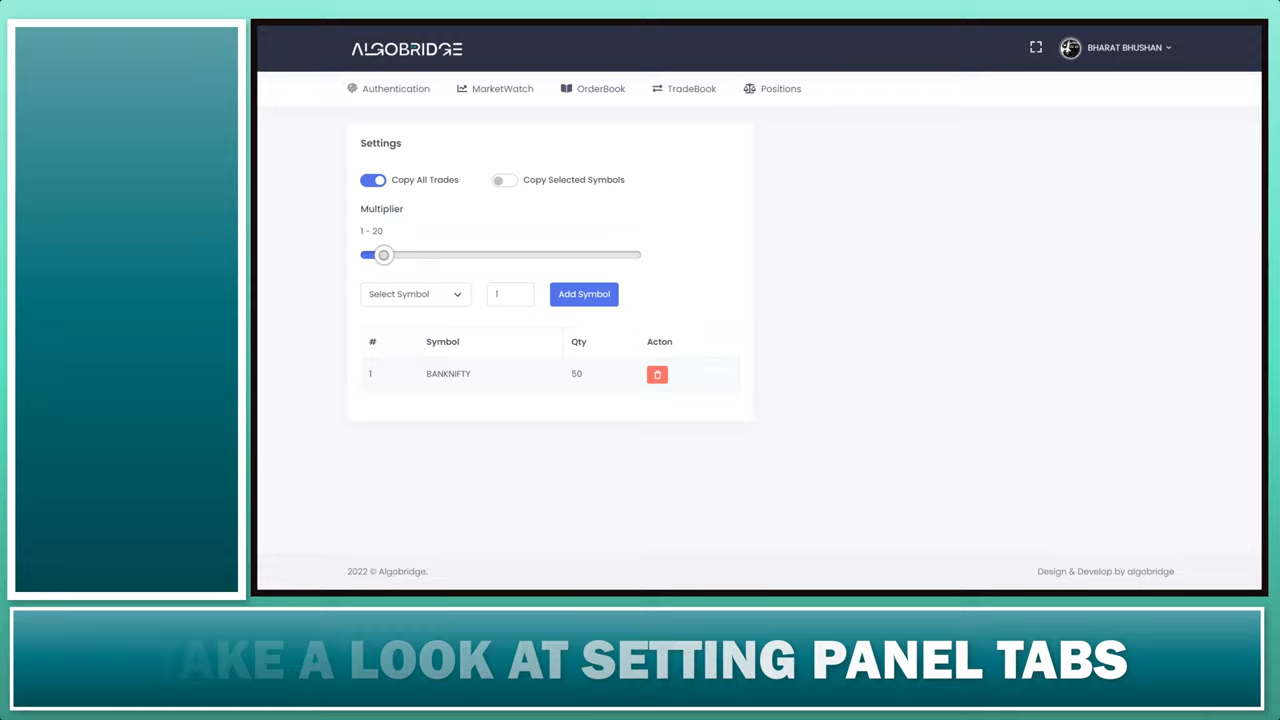 ALGOBRIDGE
BHARAT BHUSHAN
Authentication MarketWatch OrderBook TradeBook Positions
Settings
Copy All Trades Copy Selected Symbols
Multiplier
1 - 20
Select Symbol 1 Add Symbol
# Symbol Qty Acton
1 BANKNIFTY 50
2022 © Algobridge. Design & Develop by algobridge
AKE A LOOK AT SETTING PANEL TABS